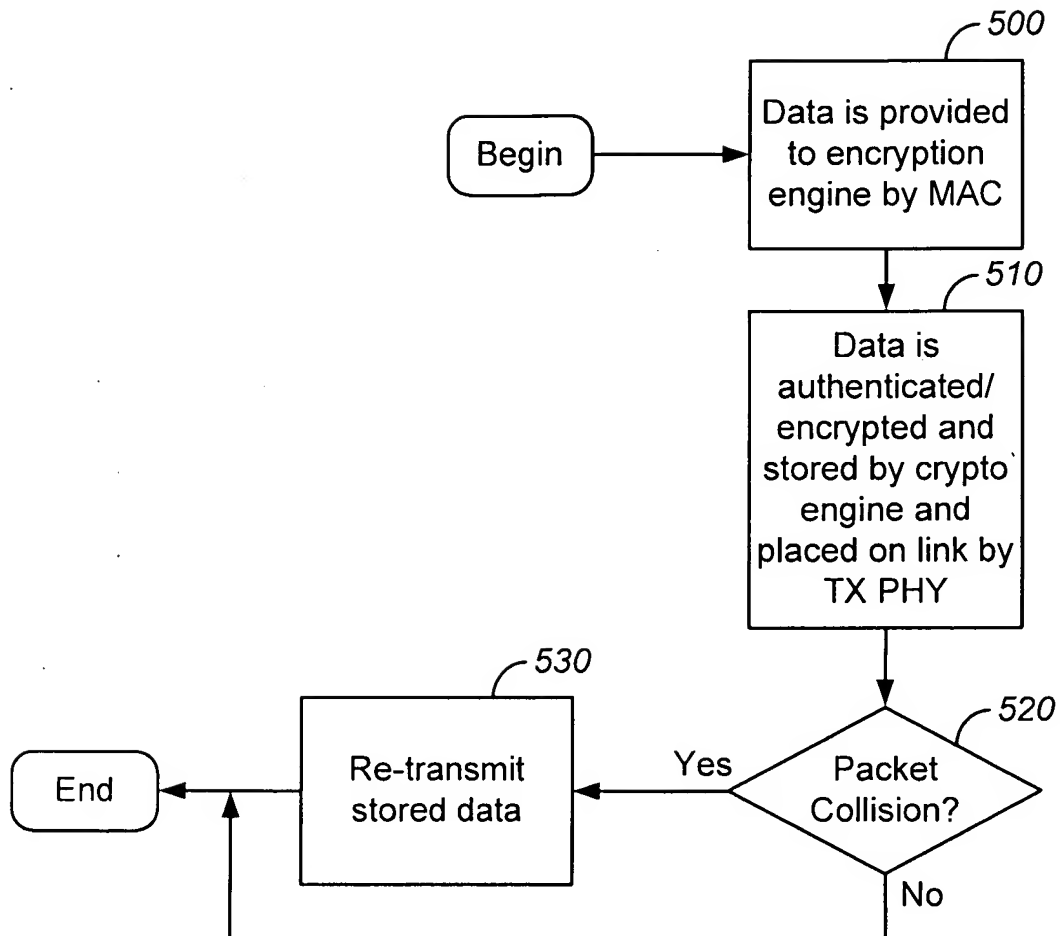 500
Begin
Data is provided
to encryption
engine by MAC
510
Data is
authenticated/
encrypted and
stored by crypto
engine and
placed on link by
TX PHY
530
520
End
Re-transmit
stored data
Yes
Packet
Collision?
No